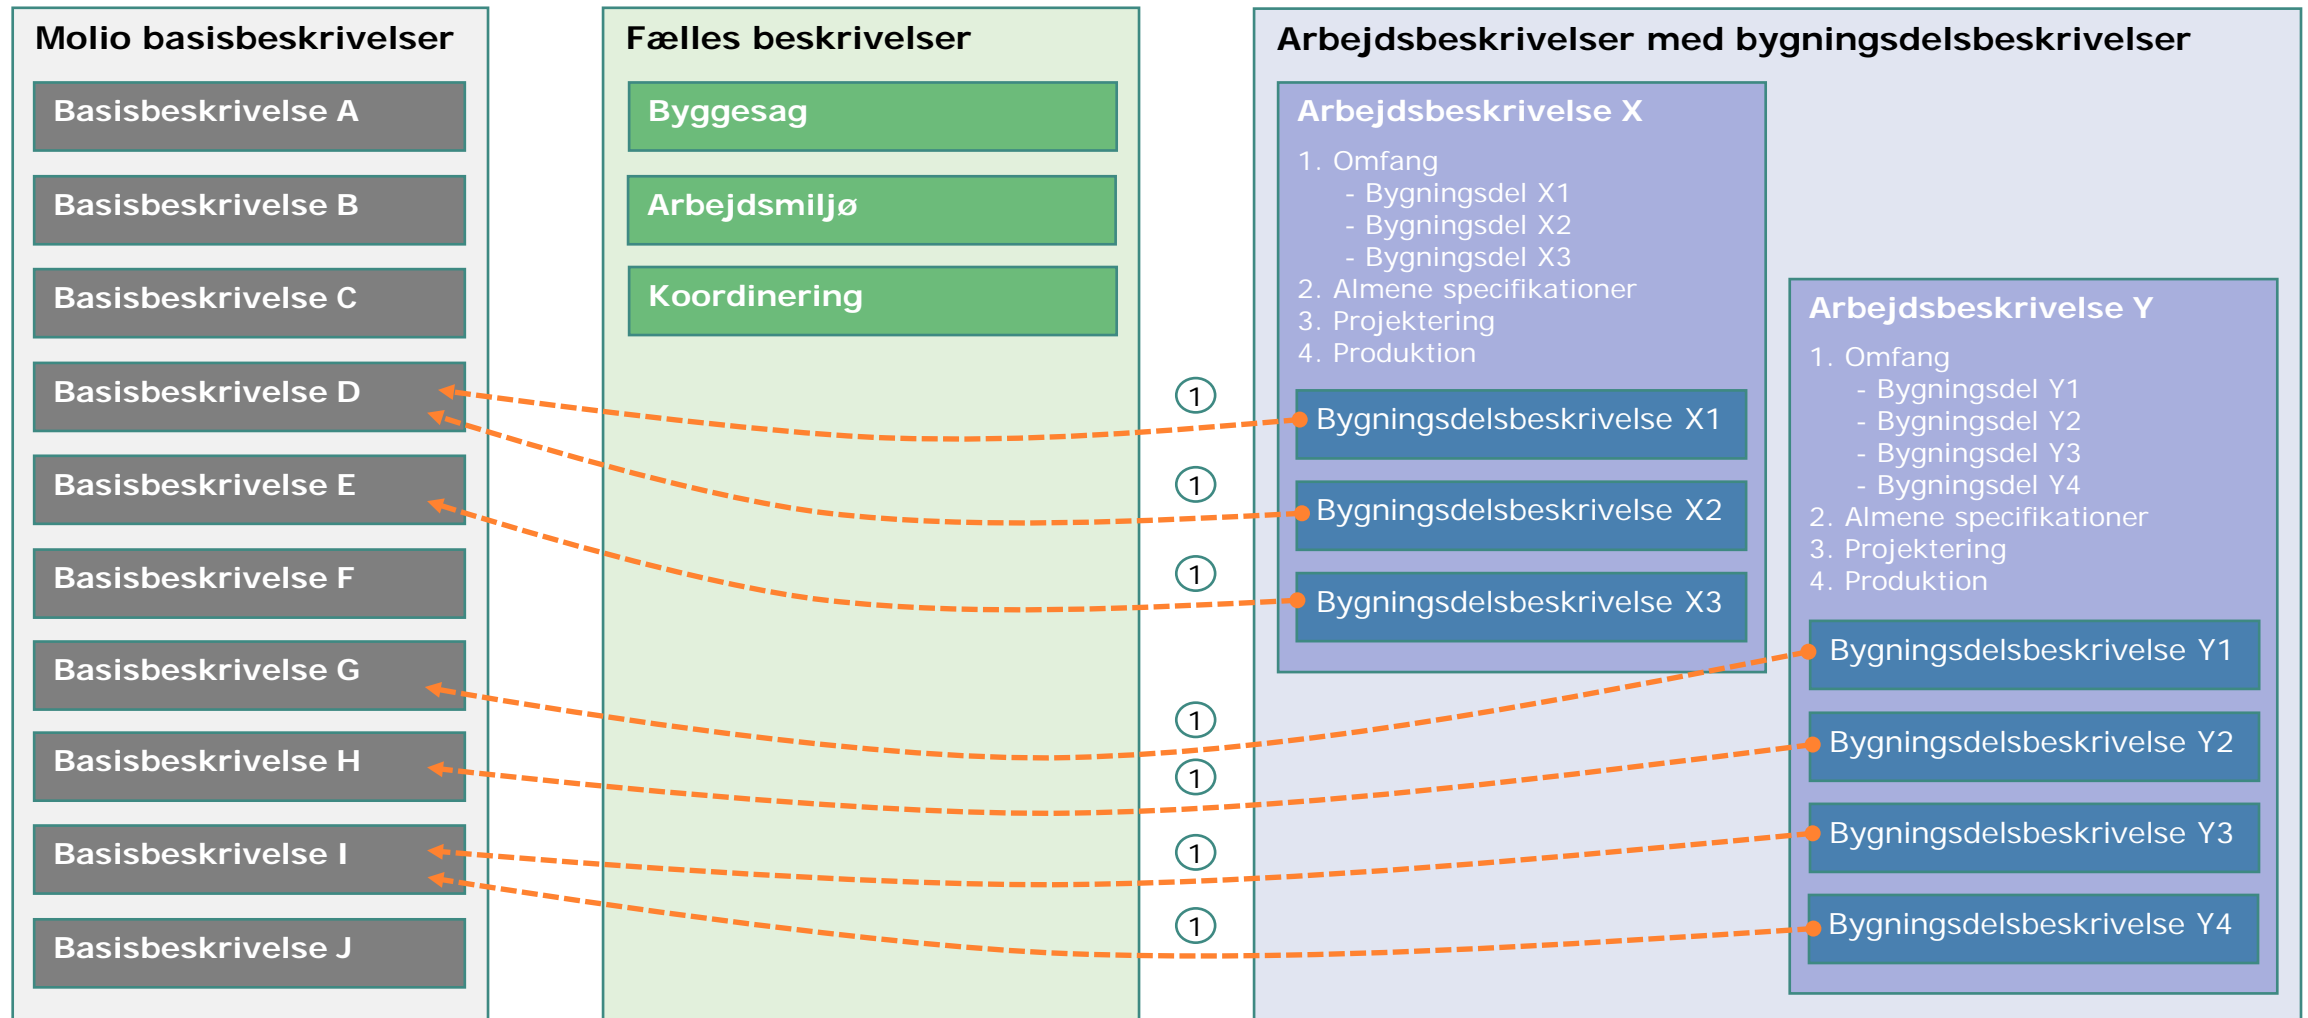 Molio basisbeskrivelser
Basisbeskrivelse A
Basisbeskrivelse B
Basisbeskrivelse C
Basisbeskrivelse D
Basisbeskrivelse E
Basisbeskrivelse F
Basisbeskrivelse G
Basisbeskrivelse H
Basisbeskrivelse I
Basisbeskrivelse J
Fælles beskrivelser
Byggesag
Arbejdsmiljø
Koordinering
1
1
1
1
1
1
1
Arbejdsbeskrivelser med bygningsdelsbeskrivelser
Arbejdsbeskrivelse X
1. Omfang
- Bygningsdel X1
- Bygningsdel X2
- Bygningsdel X3
2. Almene specifikationer
3. Projektering
4. Produktion
Bygningsdelsbeskrivelse X1
Bygningsdelsbeskrivelse X2
Bygningsdelsbeskrivelse X3
Arbejdsbeskrivelse Y
1. Omfang
- Bygningsdel Y1
- Bygningsdel Y2
- Bygningsdel Y3
- Bygningsdel Y4
2. Almene specifikationer
3. Projektering
4. Produktion
Bygningsdelsbeskrivelse Y1
Bygningsdelsbeskrivelse Y2
Bygningsdelsbeskrivelse Y3
Bygningsdelsbeskrivelse Y4